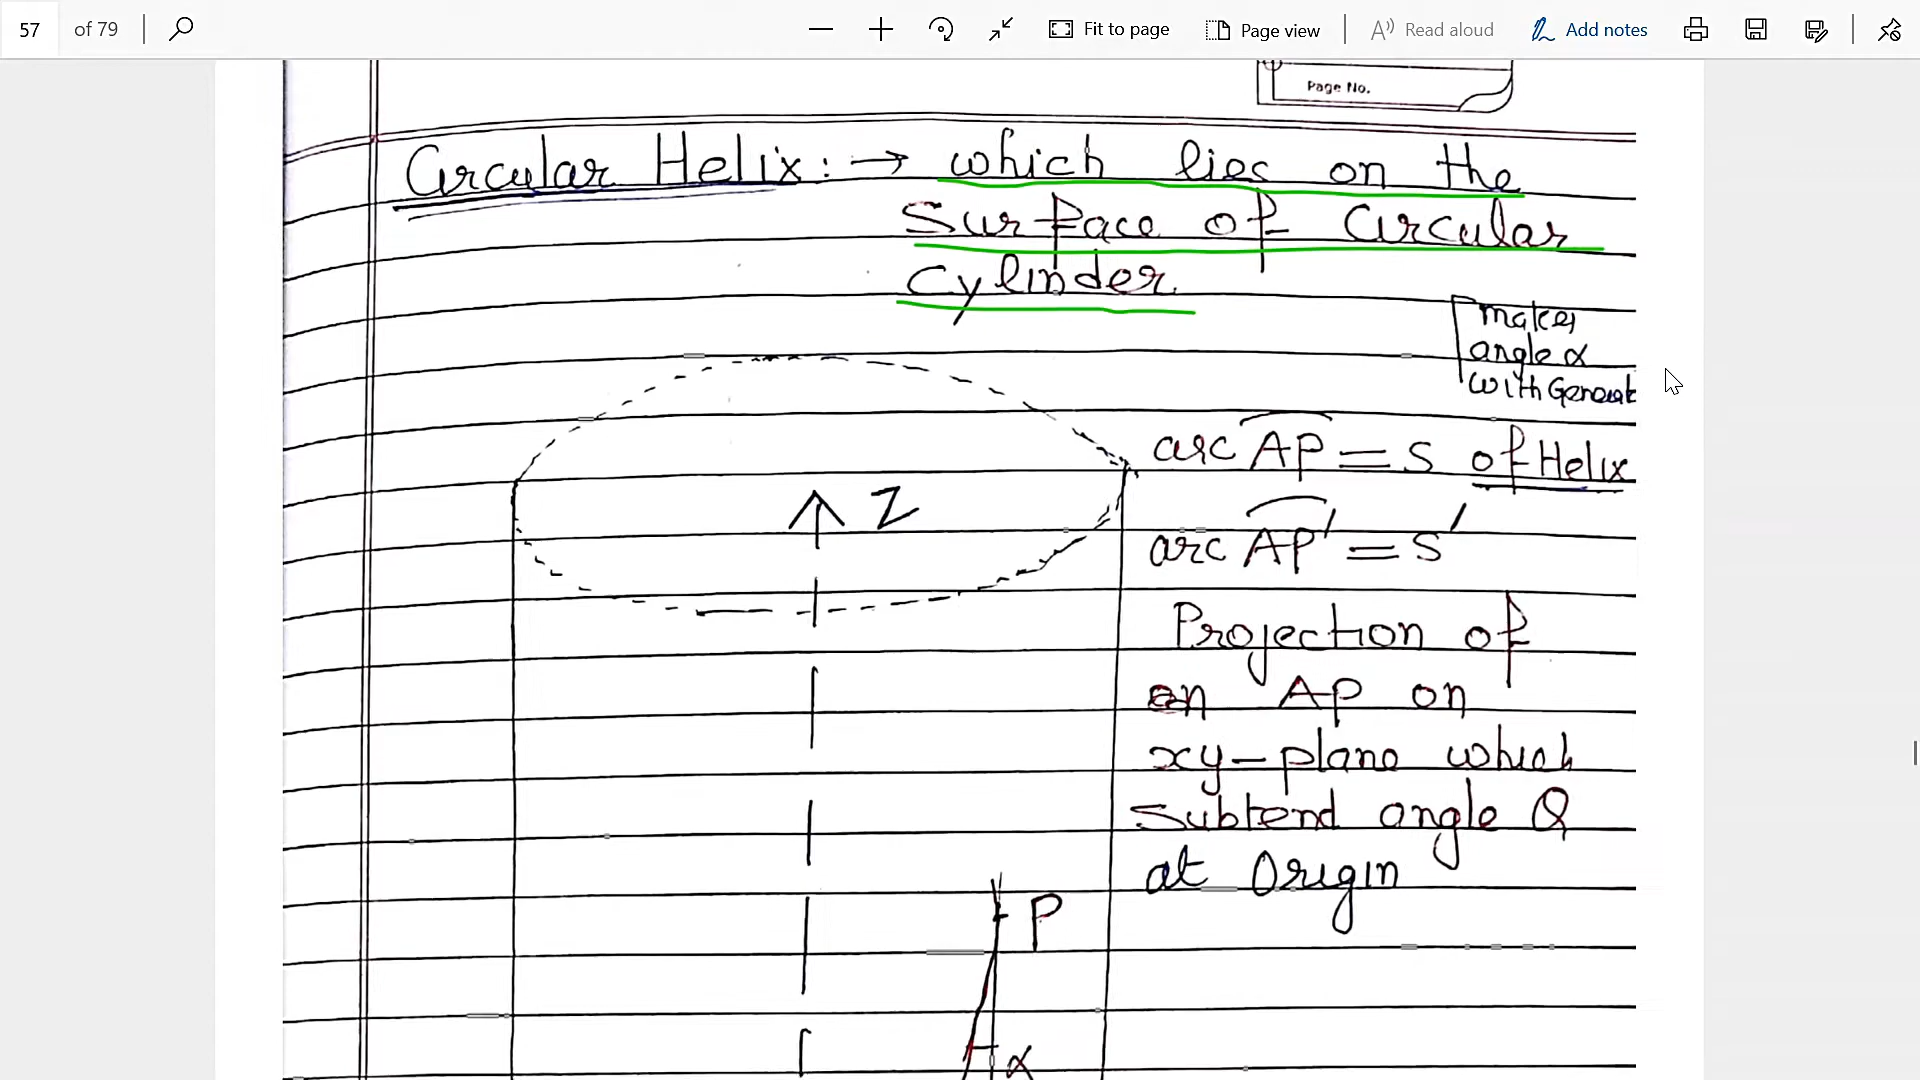 57 of 79 Fit to page Page view Read aloud Add notes
Page No.
Circular Helix: → which lies on the
Surface of Circular
Cylinder.
makes
angle α
with Generat
arc AP = s of Helix
arc AP' = s'
Z
Projection of
on AP on
xy-plane which
Subtend angle Q
at Origin
P
α